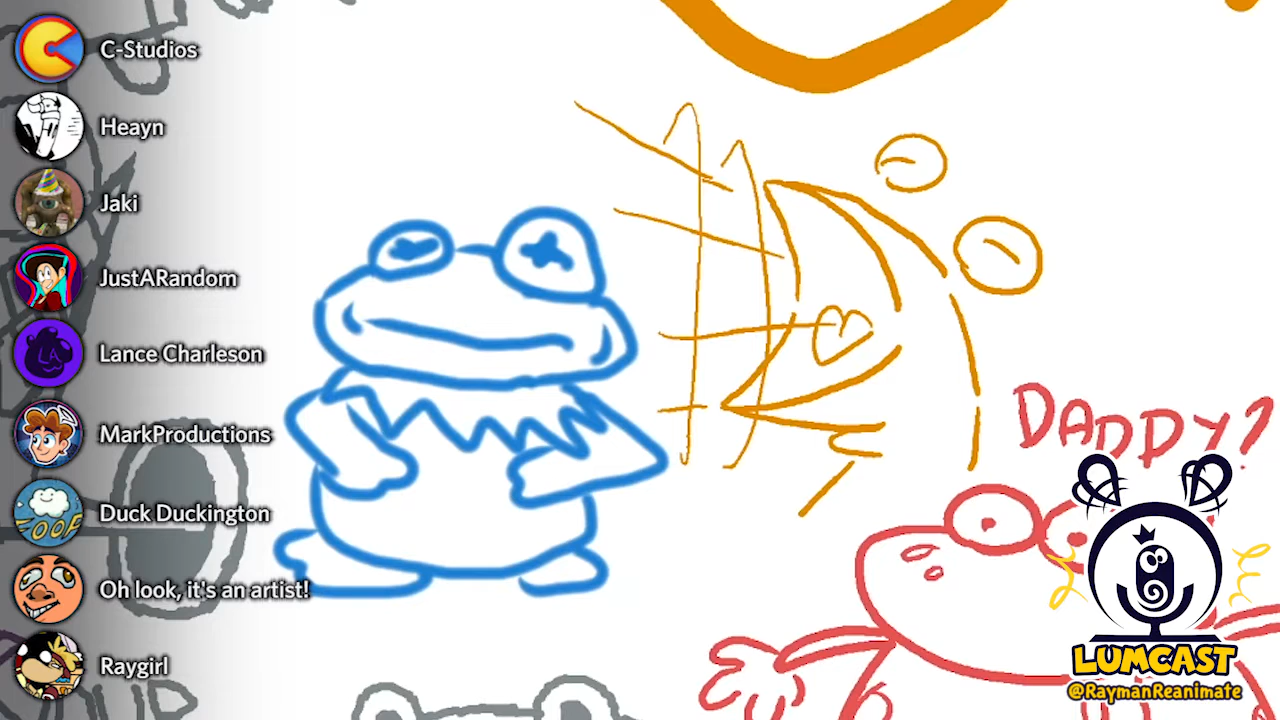 C-Studios
Heayn
Jaki
JustARandom
Lance Charleson
MarkProductions
Duck Duckington
Oh look, it's an artist!
Raygirl
DADDY?
LUMCAST
@RaymanReanimate